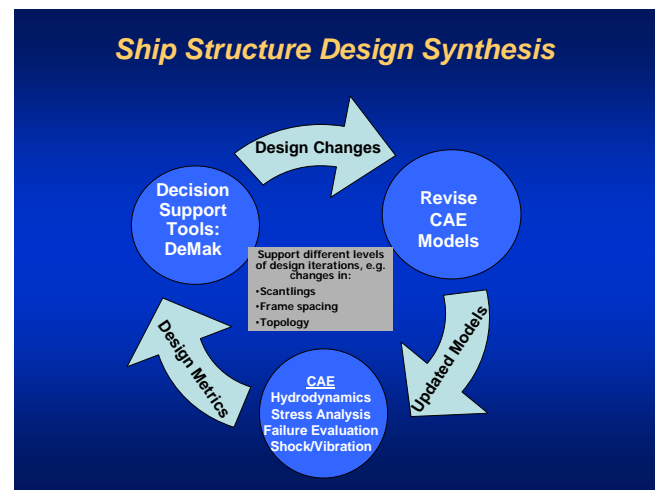 Ship Structure Design Synthesis
Design Changes
Decision
Support
Tools:
DeMak
Revise
CAE
Models
Support different levels
of design iterations, e.g.
changes in:
•Scantlings
•Frame spacing
•Topology
Updated Models
Design Metrics
CAE
Hydrodynamics
Stress Analysis
Failure Evaluation
Shock/Vibration